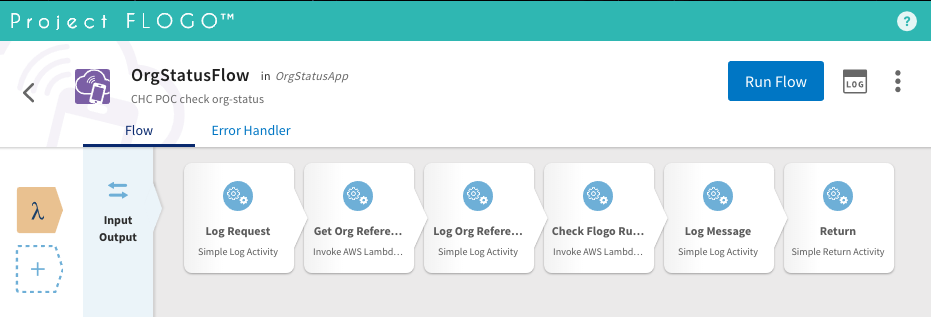 Project FLOGO™
?
OrgStatusFlow in OrgStatusApp
CHC POC check org-status
Run Flow
LOG
Flow
Error Handler
λ
+
Input
Output
Log Request
Simple Log Activity
Get Org Refere...
Invoke AWS Lambd...
Log Org Refere...
Simple Log Activity
Check Flogo Ru...
Invoke AWS Lambd...
Log Message
Simple Log Activity
Return
Simple Return Activity